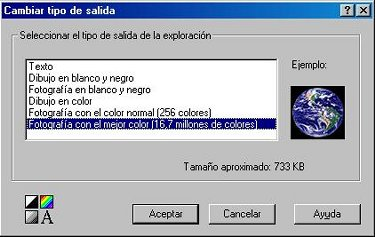 Cambiar tipo de salida
Seleccionar el tipo de salida de la exploración
Texto
Dibujo en blanco y negro
Fotografía en blanco y negro
Dibujo en color
Fotografía con el color normal (256 colores)
Fotografía con el mejor color (16,7 millones de colores)
Ejemplo:
Tamaño aproximado: 733 KB
A
Aceptar
Cancelar
Ayuda